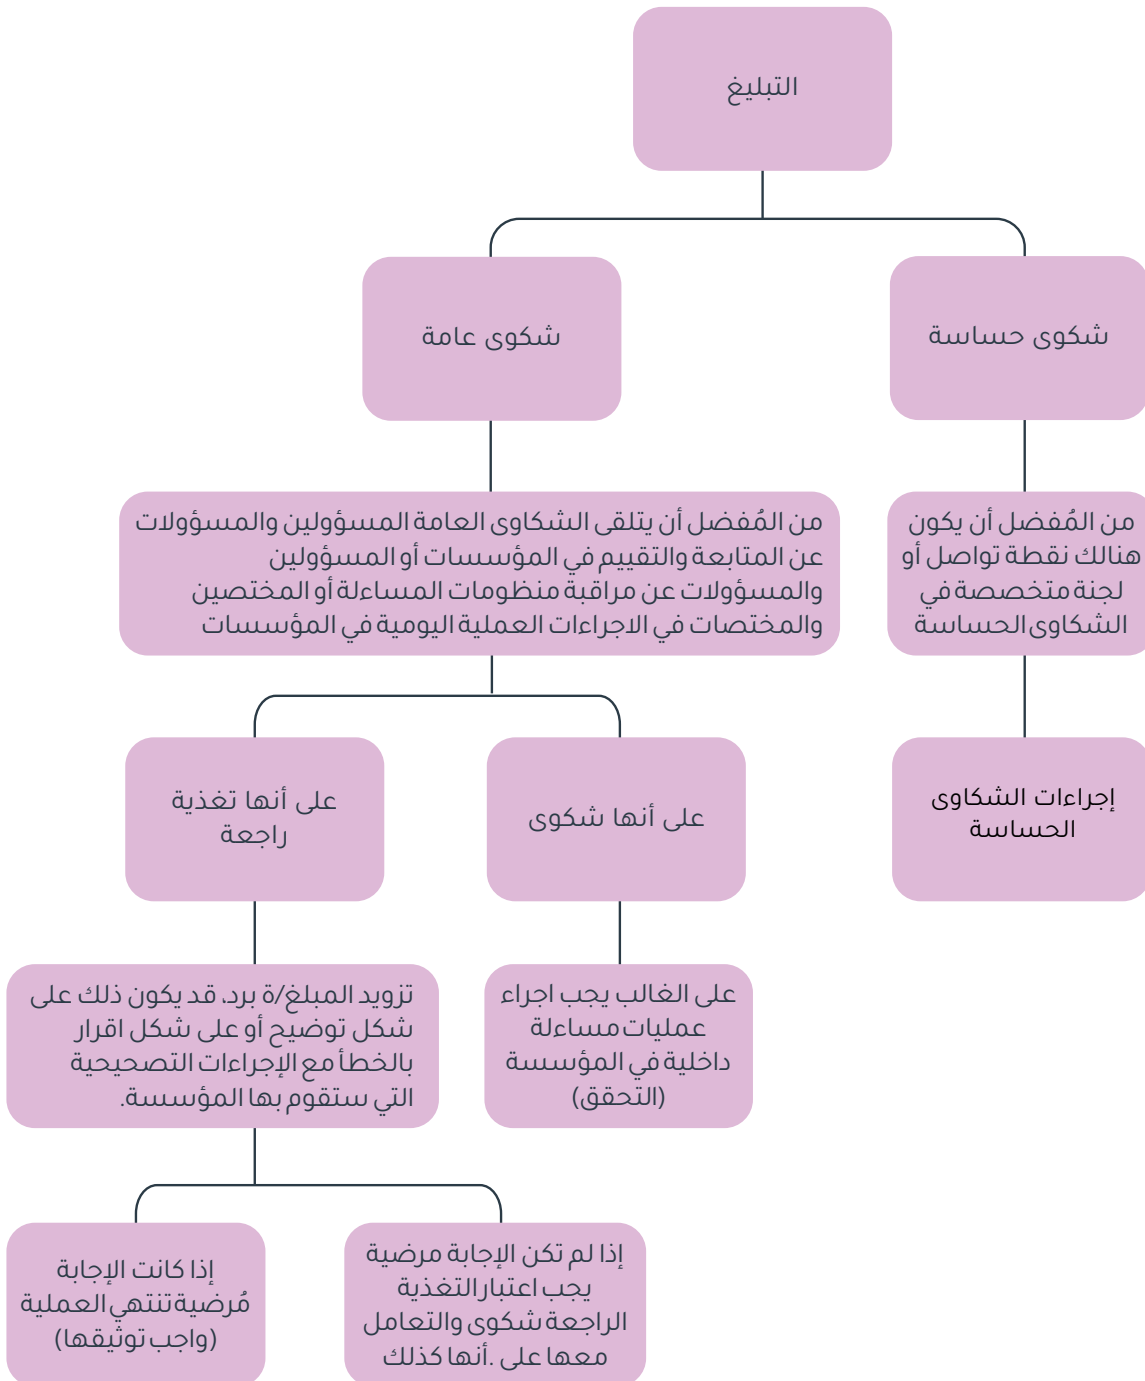 التبليغ
شكوى حساسة
شكوى عامة
من المُفضل أن يكون
هنالك نقطة تواصل أو
لجنة متخصصة في
الشكاوى الحساسة
من المُفضل أن يتلقى الشكاوى العامة المسؤولين والمسؤولات
عن المتابعة والتقييم في المؤسسات أو المسؤولين
والمسؤولات عن مراقبة منظومات المساءلة أو المختصين
والمختصات في الاجراءات العملية اليومية في المؤسسات
إجراءات الشكاوى
الحساسة
على أنها شكوى
على أنها تغذية
راجعة
على الغالب يجب اجراء
عمليات مساءلة
داخلية في المؤسسة
(التحقق)
تزويد المبلغ/ة برد، قد يكون ذلك على
شكل توضيح أو على شكل اقرار
بالخطأ مع الإجراءات التصحيحية
التي ستقوم بها المؤسسة.
إذا لم تكن الإجابة مرضية
يجب اعتبار التغذية
الراجعة شكوى والتعامل
معها على .أنها كذلك
إذا كانت الإجابة
مُرضية تنتهي العملية
(واجب توثيقها)